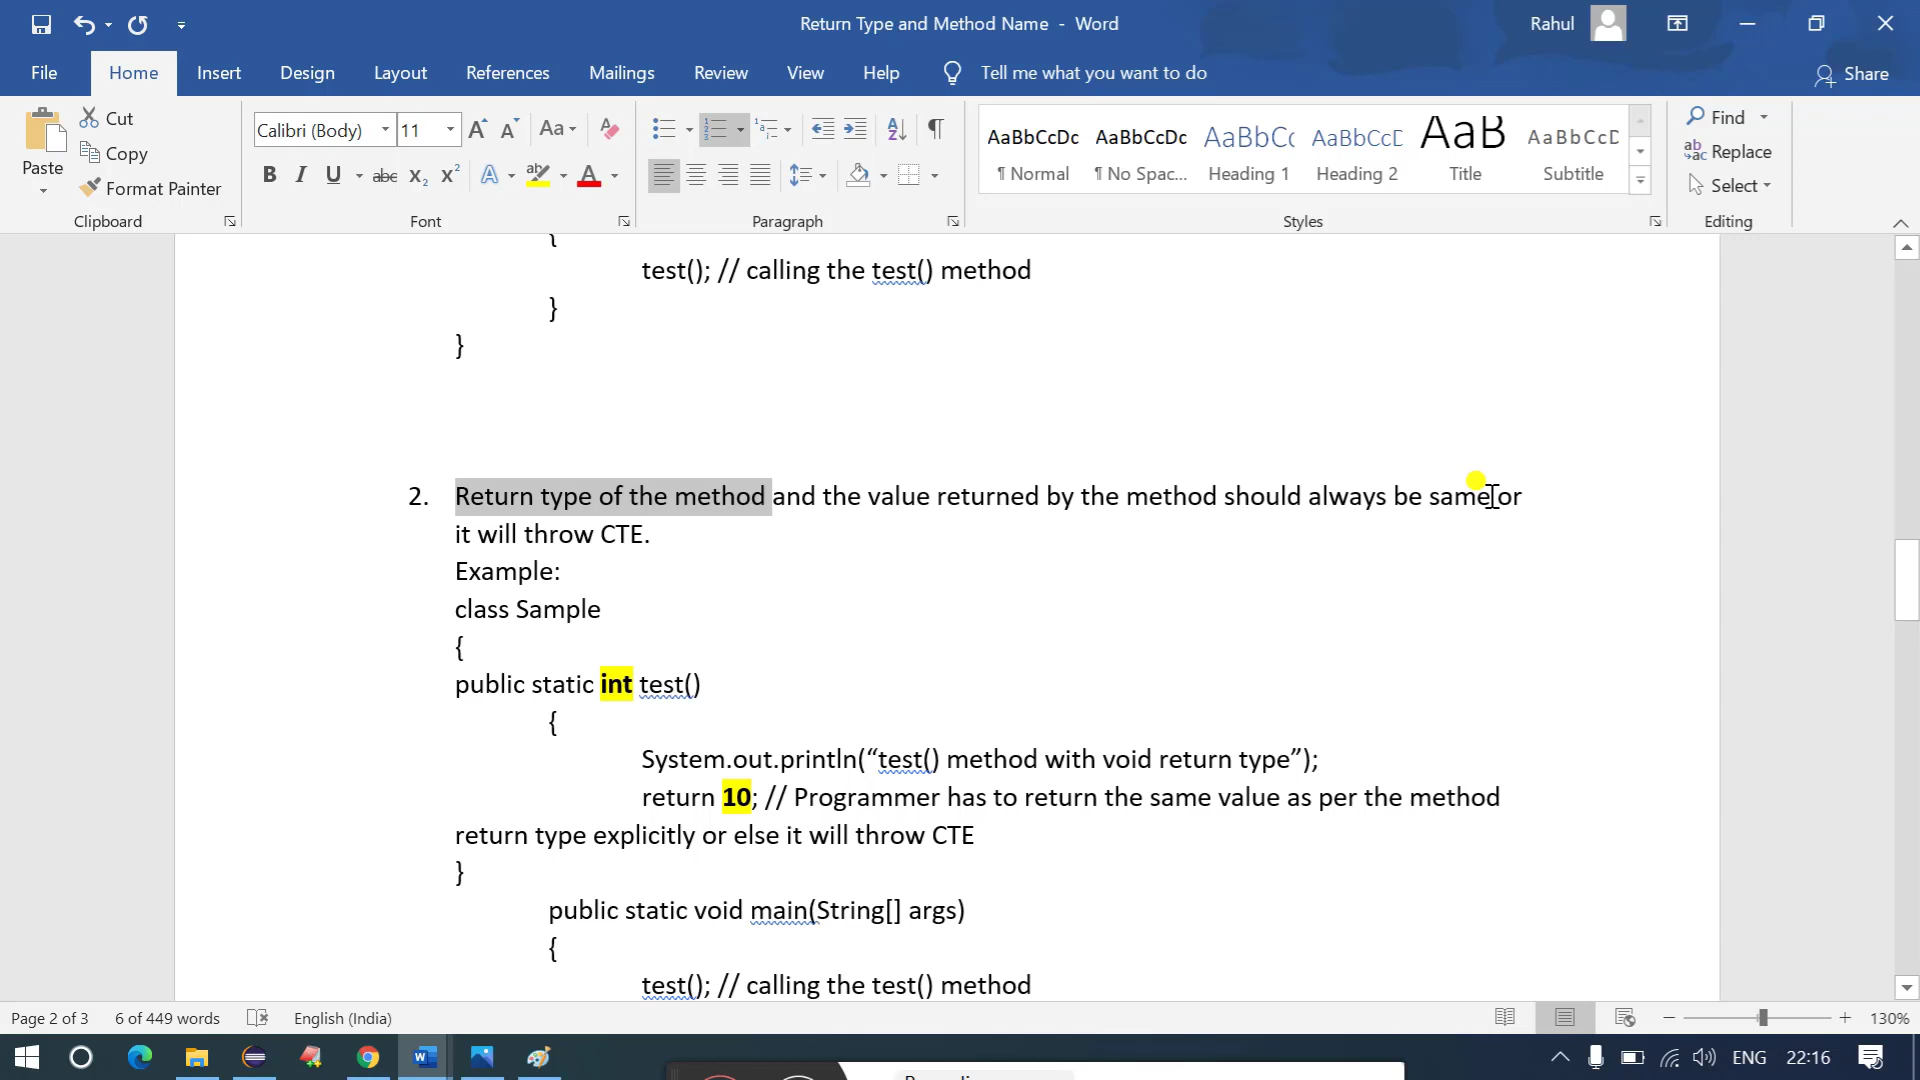 Return Type and Method Name - Word
Rahul
File Home Insert Design Layout References Mailings Review View Help Tell me what you want to do Share
Paste
Cut
Copy
Format Painter
Clipboard
Calibri (Body) 11
Font
Paragraph
AaBbCcDc AaBbCcDc AaBbCc AaBbCcD AaB AaBbCcD
¶ Normal ¶ No Spac... Heading 1 Heading 2 Title Subtitle
Styles
Find
Replace
Select
Editing
{
test(); // calling the test() method
}
}
2. Return type of the method and the value returned by the method should always be same or
it will throw CTE.
Example:
class Sample
{
public static int test()
{
System.out.println(“test() method with void return type”);
return 10; // Programmer has to return the same value as per the method
return type explicitly or else it will throw CTE
}
public static void main(String[] args)
{
test(); // calling the test() method
Page 2 of 3 6 of 449 words English (India) 130%
ENG 22:16